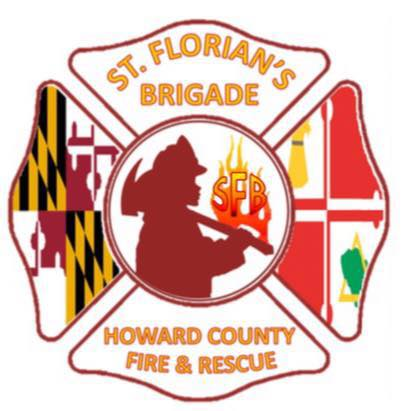 ST. FLORIAN'S
BRIGADE
SFB
HOWARD COUNTY
FIRE & RESCUE